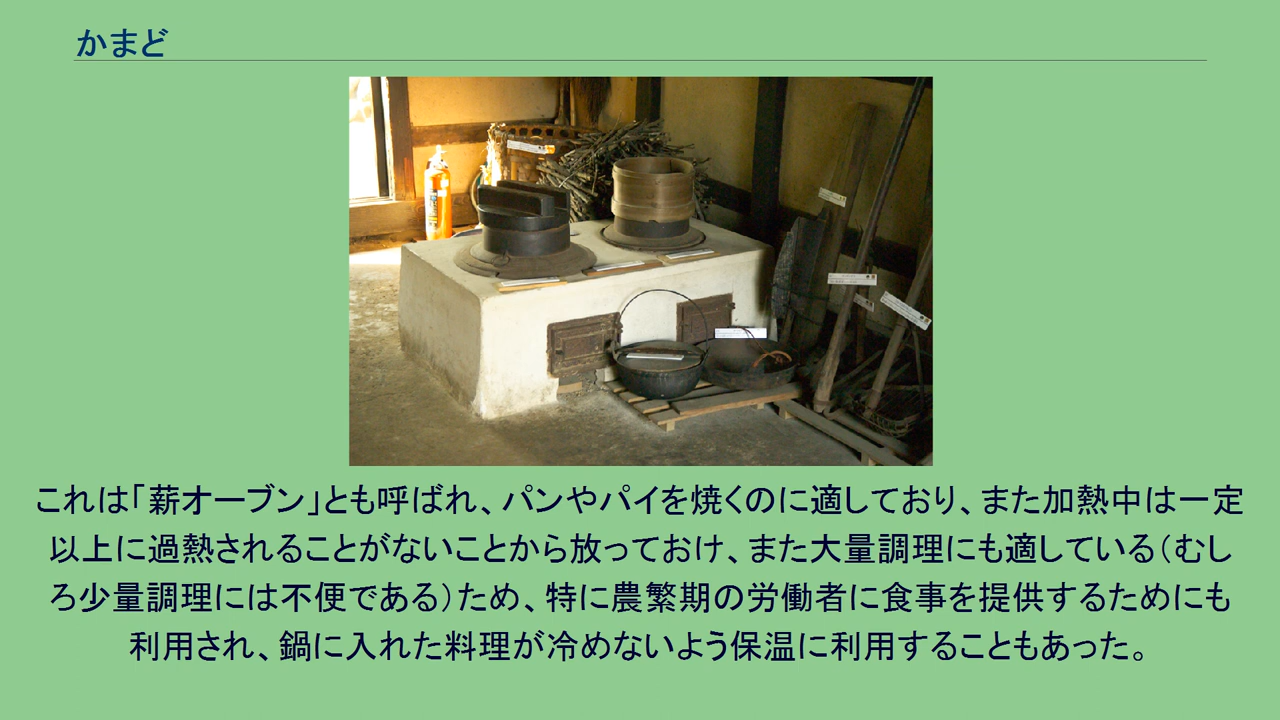 かまど
これは「薪オーブン」とも呼ばれ、パンやパイを焼くのに適しており、また加熱中は一定
以上に過熱されることがないことから放っておけ、また大量調理にも適している（むし
ろ少量調理には不便である）ため、特に農繁期の労働者に食事を提供するためにも
利用され、鍋に入れた料理が冷めないよう保温に利用することもあった。